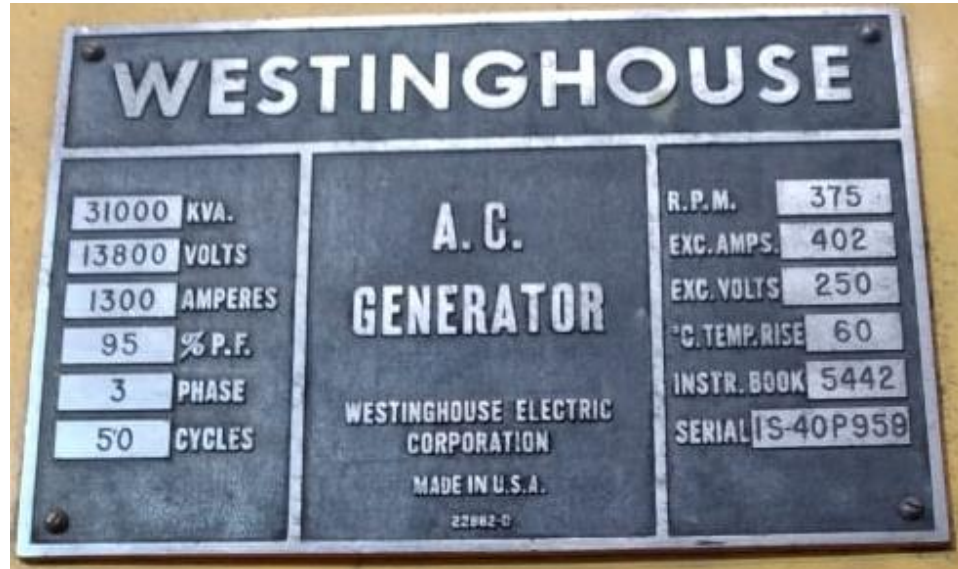 WESTINGHOUSE
31000 KVA.
13800 VOLTS
1300 AMPERES
95 % P.F.
3 PHASE
50 CYCLES
A. C.
GENERATOR
WESTINGHOUSE ELECTRIC
CORPORATION
MADE IN U.S.A.
22882-D
R.P.M. 375
EXC. AMPS. 402
EXC. VOLTS 250
°C. TEMP. RISE 60
INSTR. BOOK 5442
SERIAL 1S-40P959